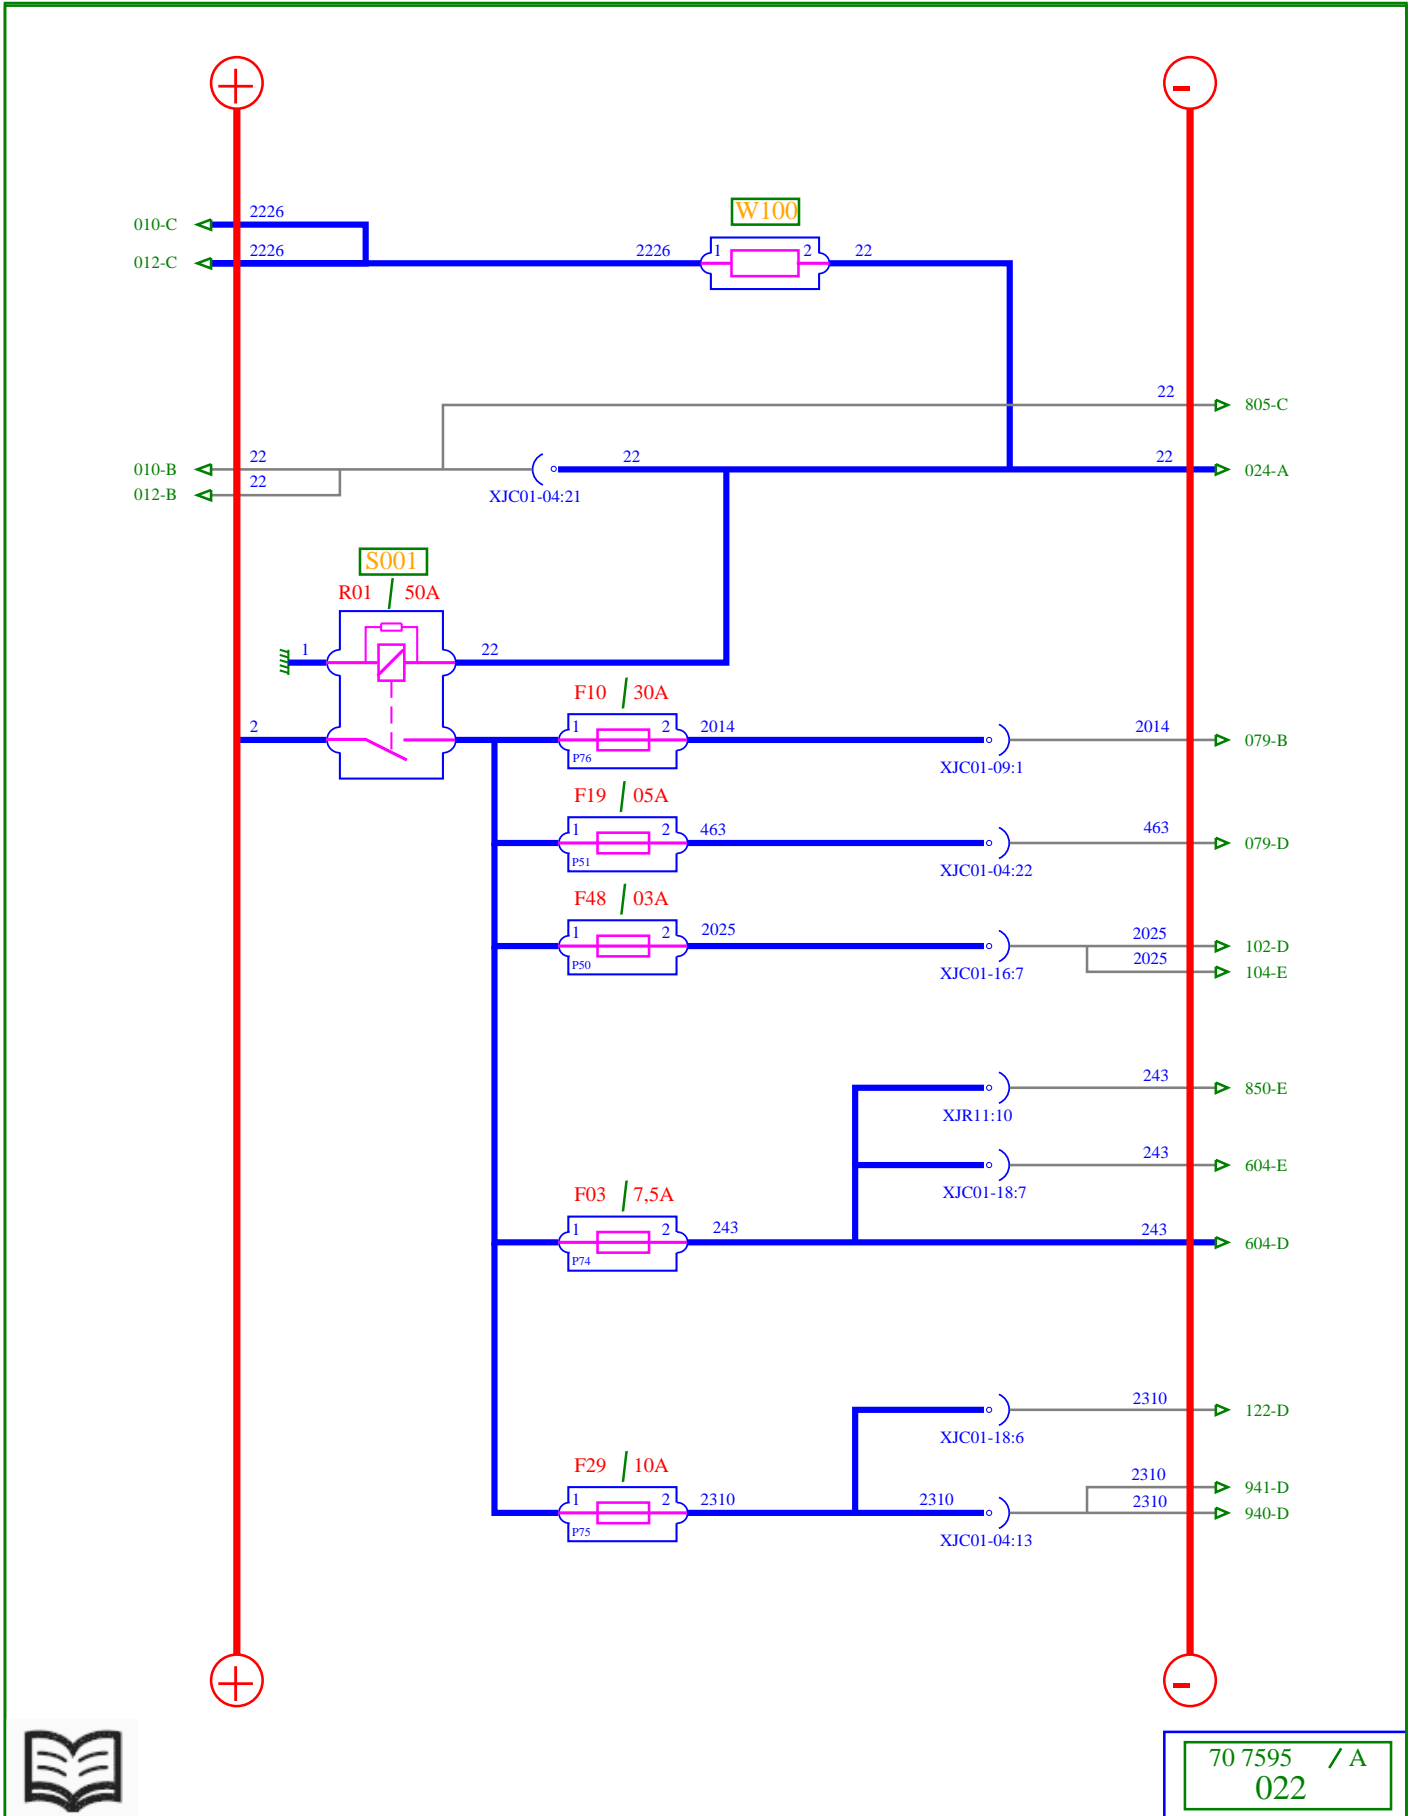 + -
010-C 2226
W100
012-C 2226 2226 1 2 22
22 805-C
010-B 22 22 22 024-A
012-B 22 XJC01-04:21
S001
R01 / 50A
1 22
F10 / 30A
2 1 2 2014 2014 079-B
P76 XJC01-09:1
F19 / 05A
1 2 463 463 079-D
P51 XJC01-04:22
F48 / 03A
1 2 2025 2025 102-D
P50 XJC01-16:7 2025 104-E
243 850-E
XJR11:10
243 604-E
XJC01-18:7
F03 / 7,5A
1 2 243 243 604-D
P74
2310 122-D
XJC01-18:6
F29 / 10A
2310 941-D
1 2 2310 2310 2310 940-D
P75 XJC01-04:13
+ -
70 7595 / A
022